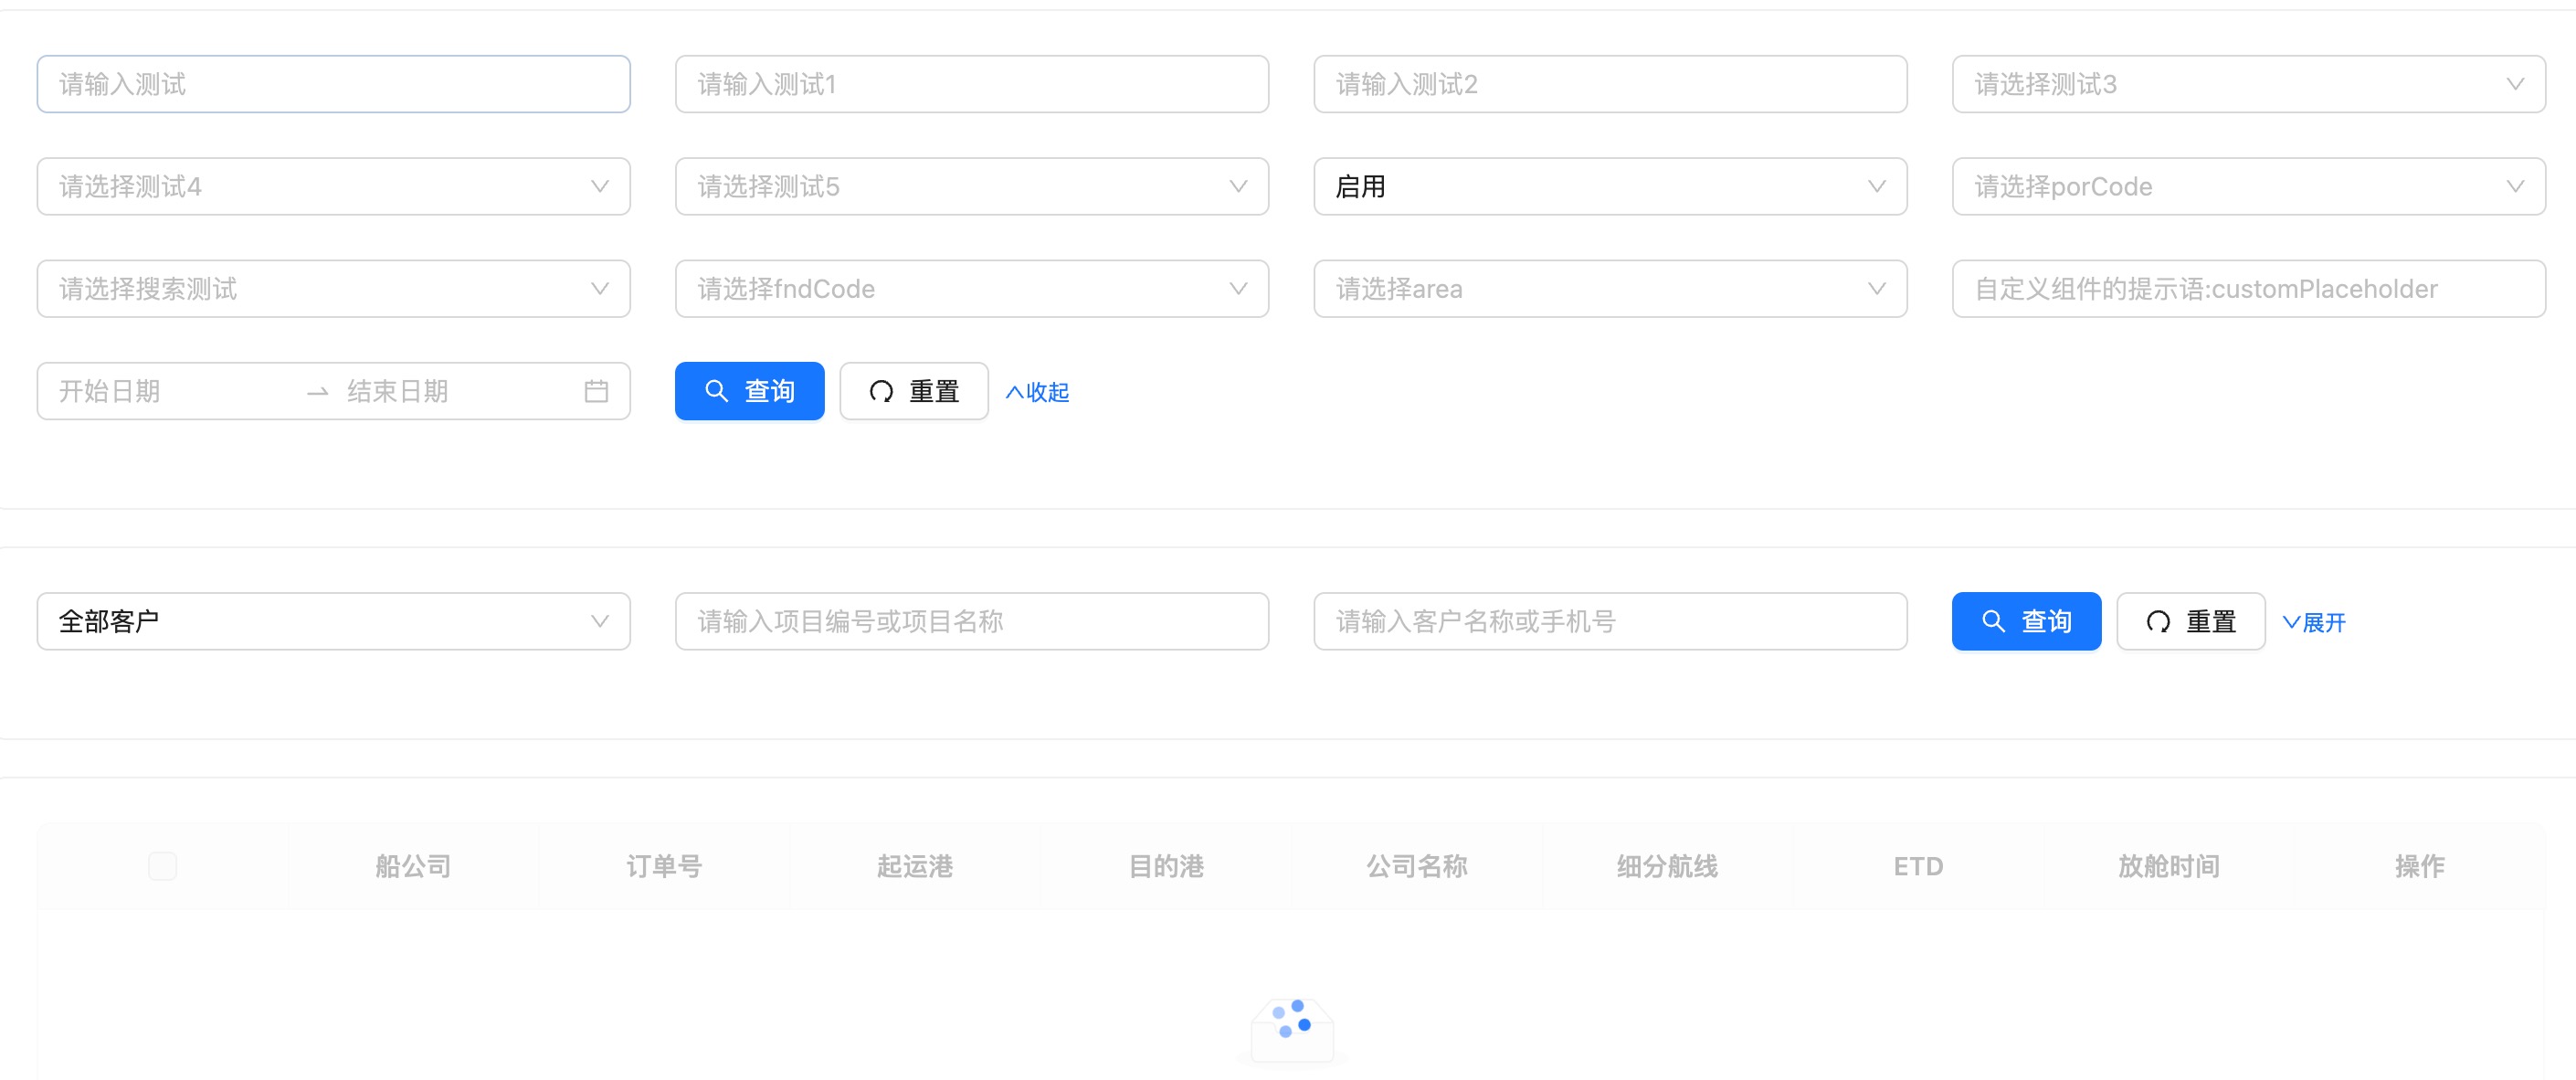 请输入测试 请输入测试1 请输入测试2 请选择测试3
请选择测试4 请选择测试5 启用 请选择porCode
请选择搜索测试 请选择fndCode 请选择area 自定义组件的提示语:customPlaceholder
开始日期 结束日期 查询 重置 收起
全部客户 请输入项目编号或项目名称 请输入客户名称或手机号 查询 重置 展开
船公司 订单号 起运港 目的港 公司名称 细分航线 ETD 放舱时间 操作